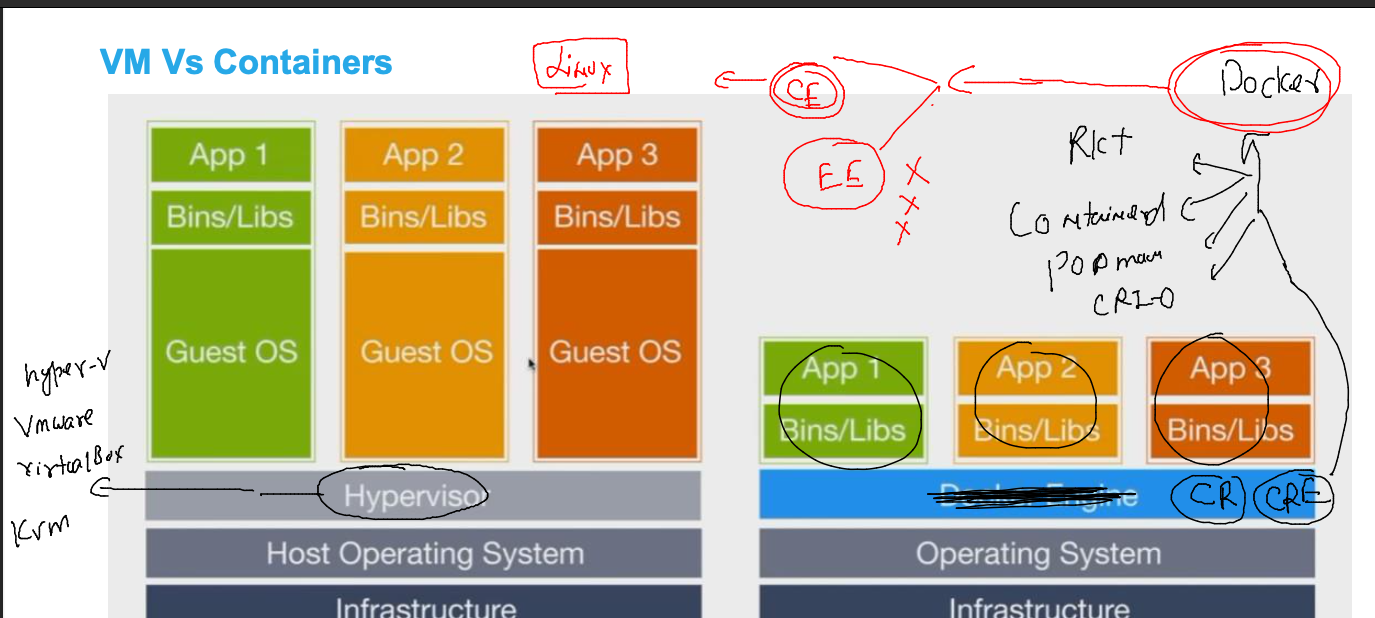 VM Vs Containers
Linux
CE
EE
X
X
X
Docker
Rkt
Containerd
Podman
CRI-O
App 1
App 2
App 3
Bins/Libs
Bins/Libs
Bins/Libs
Guest OS
Guest OS
Guest OS
hyper-V
Vmware
virtualBox
Kvm
Hypervisor
Host Operating System
Infrastructure
App 1
App 2
App 3
Bins/Libs
Bins/Libs
Bins/Libs
Docker Engine
CR
CRE
Operating System
Infrastructure